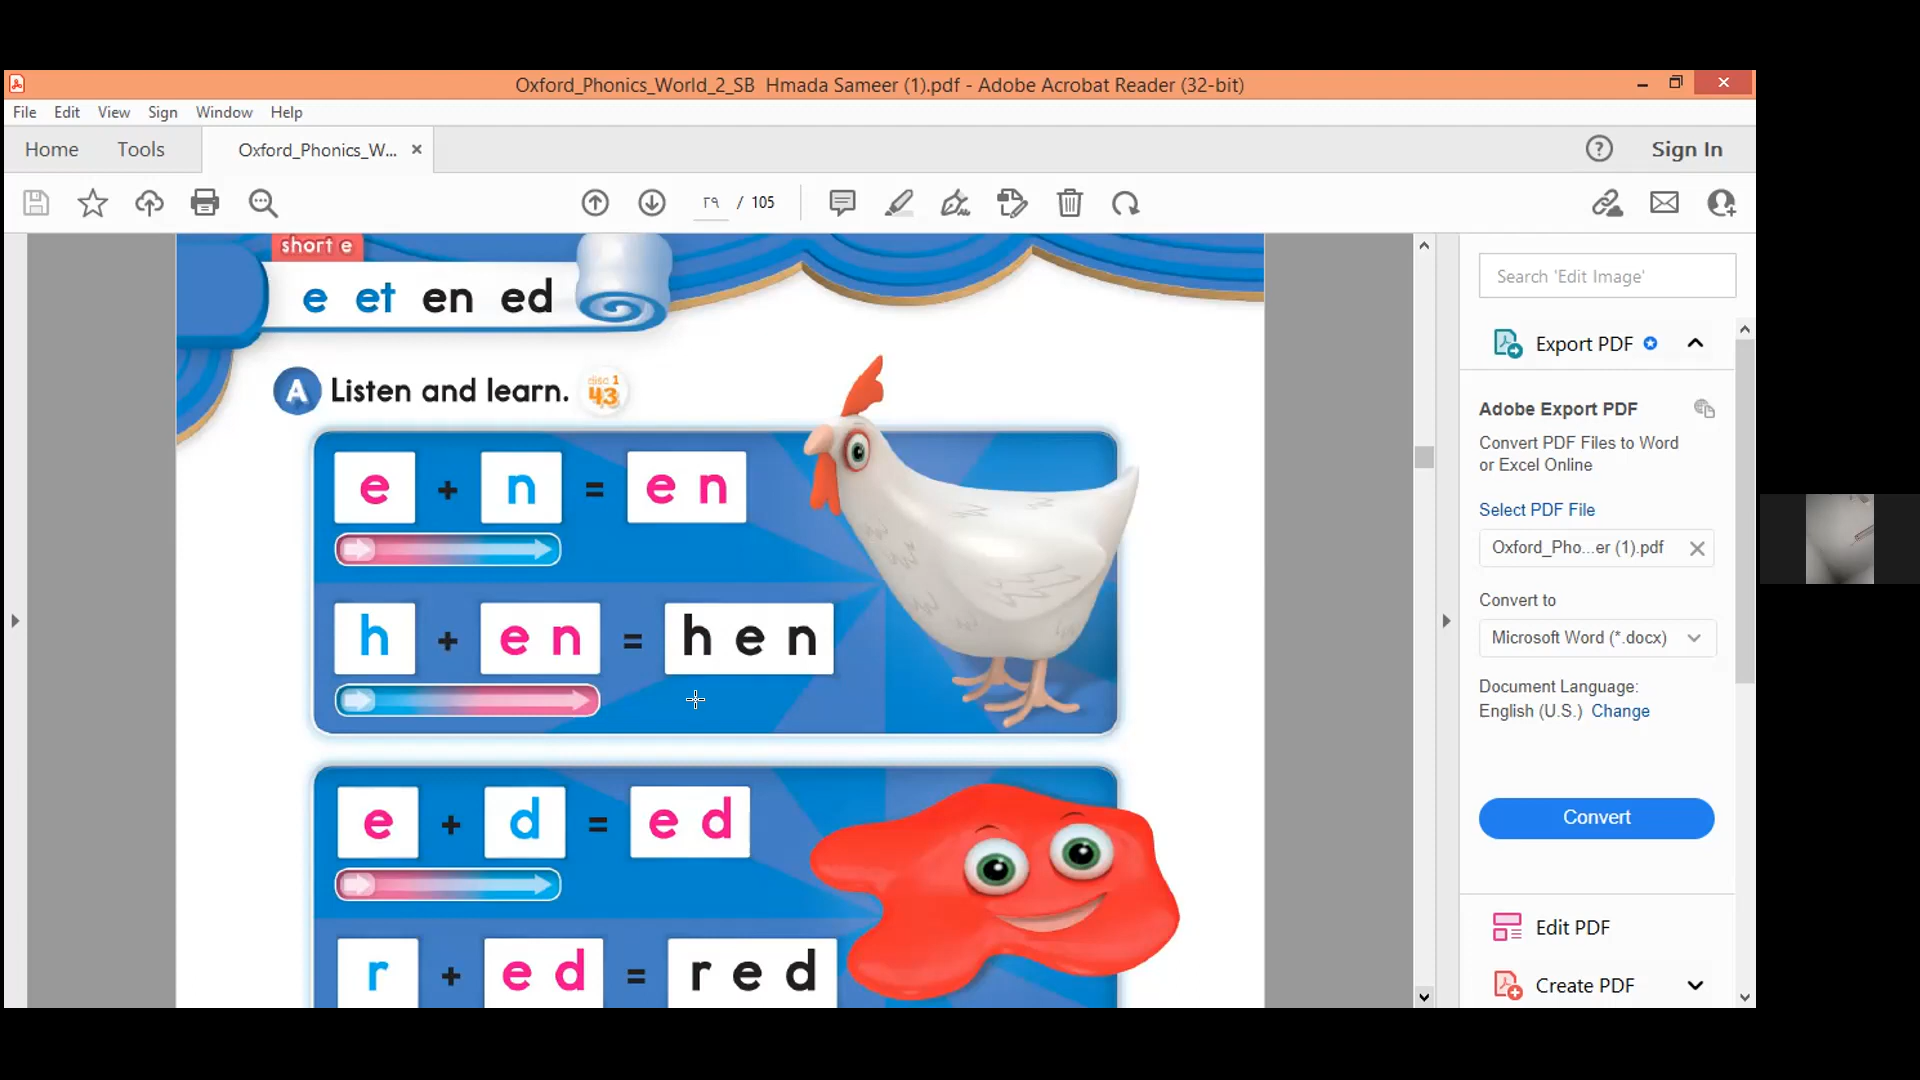 Oxford_Phonics_World_2_SB Hmada Sameer (1).pdf - Adobe Acrobat Reader (32-bit)
File Edit View Sign Window Help
Home Tools Oxford_Phonics_W... Sign In
٢٩ / 105
short e
e et en ed
A Listen and learn. disc 1 43
e + n = e n
h + e n = h e n
e + d = e d
r + e d = r e d
Search 'Edit Image'
Export PDF
Adobe Export PDF
Convert PDF Files to Word
or Excel Online
Select PDF File
Oxford_Pho...er (1).pdf
Convert to
Microsoft Word (*.docx)
Document Language:
English (U.S.) Change
Convert
Edit PDF
Create PDF